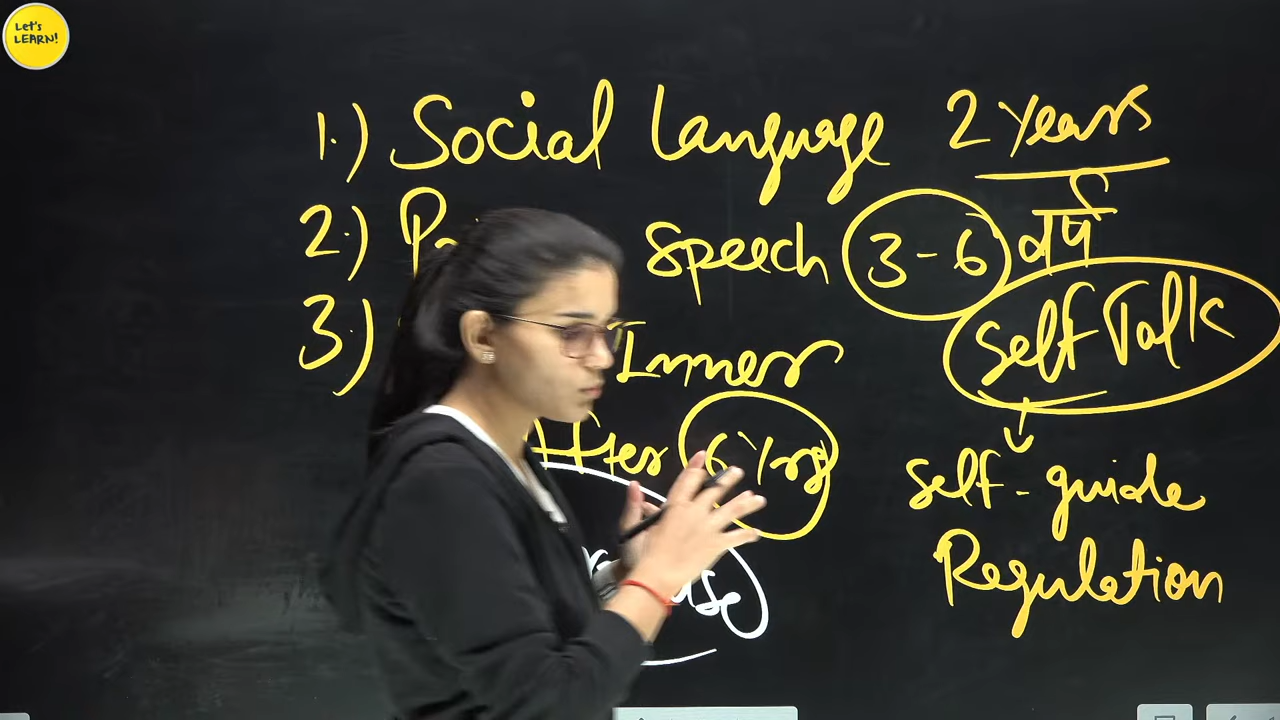 Let's
LEARN!
1.) Social Language 2 Years
2.) Speech 3-6 वर्ष
Self Talk
3.) Inner
After 6 Yrs
self-guide
Regulation